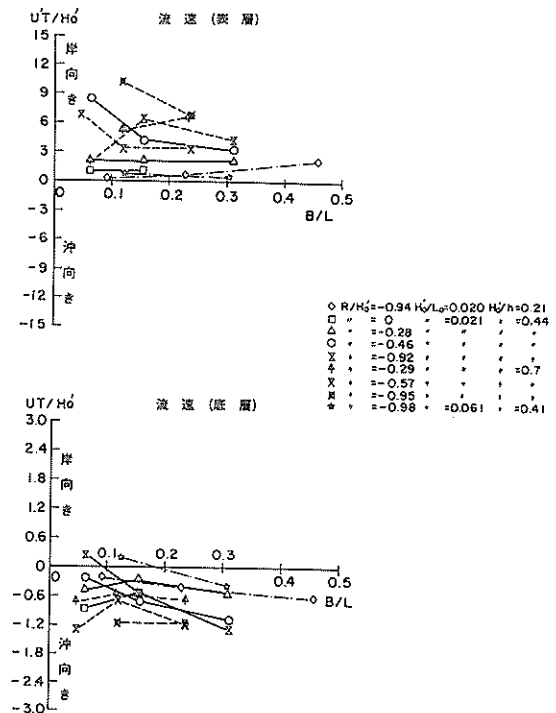 UT/Ho' 流速 (表層)
15
12
9
6
3
0
-3
-6
-9
-12
-15
岸向き
沖向き
0 0.1 0.2 0.3 0.4 0.5
B/L
◇ R/Ho'=-0.94 Ho'/Lo=0.020 Ho'/h=0.21
□ 〃 =0 〃 =0.021 〃 =0.44
△ 〃 =-0.28 〃 〃 〃 〃
○ 〃 =-0.46 〃 〃 〃 〃
〃 =-0.92 〃 〃 〃 〃
〃 =-0.29 〃 〃 〃 =0.7
〃 =-0.57 〃 〃 〃 〃
〃 =-0.95 〃 〃 〃 〃
☆ 〃 =-0.98 〃 =0.061 〃 =0.41
UT/Ho' 流速 (底層)
3.0
2.4
1.8
1.2
0.6
0
-0.6
-1.2
-1.8
-2.4
-3.0
岸向き
沖向き
0.1 0.2 0.3 0.4 0.5
B/L